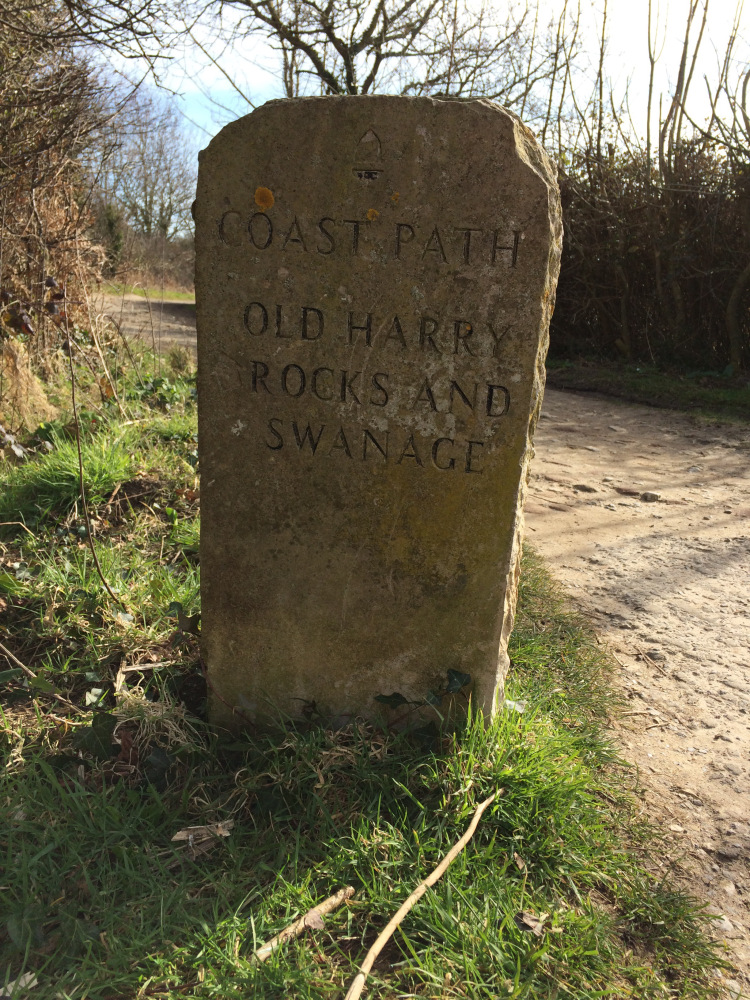 COAST PATH
OLD HARRY
ROCKS AND
SWANAGE